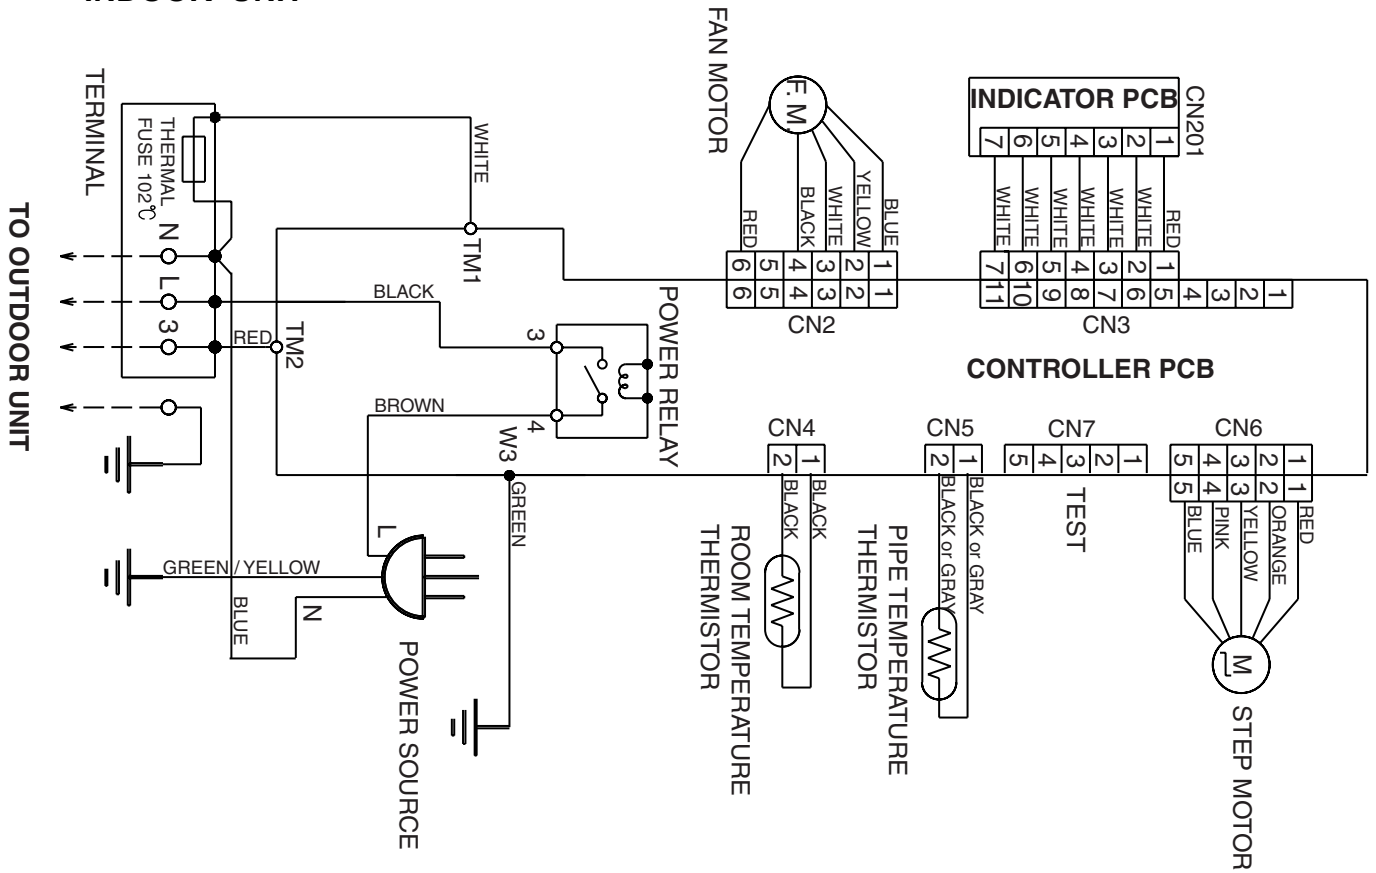 TO OUTDOOR UNIT
TERMINAL
THERMAL
FUSE 102℃
N
L
3
WHITE
TM1
BLACK
RED
TM2
BROWN
3
4
POWER RELAY
W3
GREEN
L
GREEN/YELLOW
BLUE
N
POWER SOURCE
FAN MOTOR
F.M.
RED
BLACK
WHITE
YELLOW
BLUE
6 5 4 3 2 1
6 5 4 3 2 1
CN2
INDICATOR PCB
CN201
7 6 5 4 3 2 1
WHITE
WHITE
WHITE
WHITE
WHITE
WHITE
RED
7 6 5 4 3 2 1
11 10 9 8 7 6 5 4 3 2 1
CN3
CONTROLLER PCB
CN4
2 1
BLACK
BLACK
ROOM TEMPERATURE
THERMISTOR
CN5
2 1
BLACK or GRAY
BLACK or GRAY
PIPE TEMPERATURE
THERMISTOR
CN7
5 4 3 2 1
TEST
CN6
5 4 3 2 1
5 4 3 2 1
BLUE
PINK
YELLOW
ORANGE
RED
M
STEP MOTOR